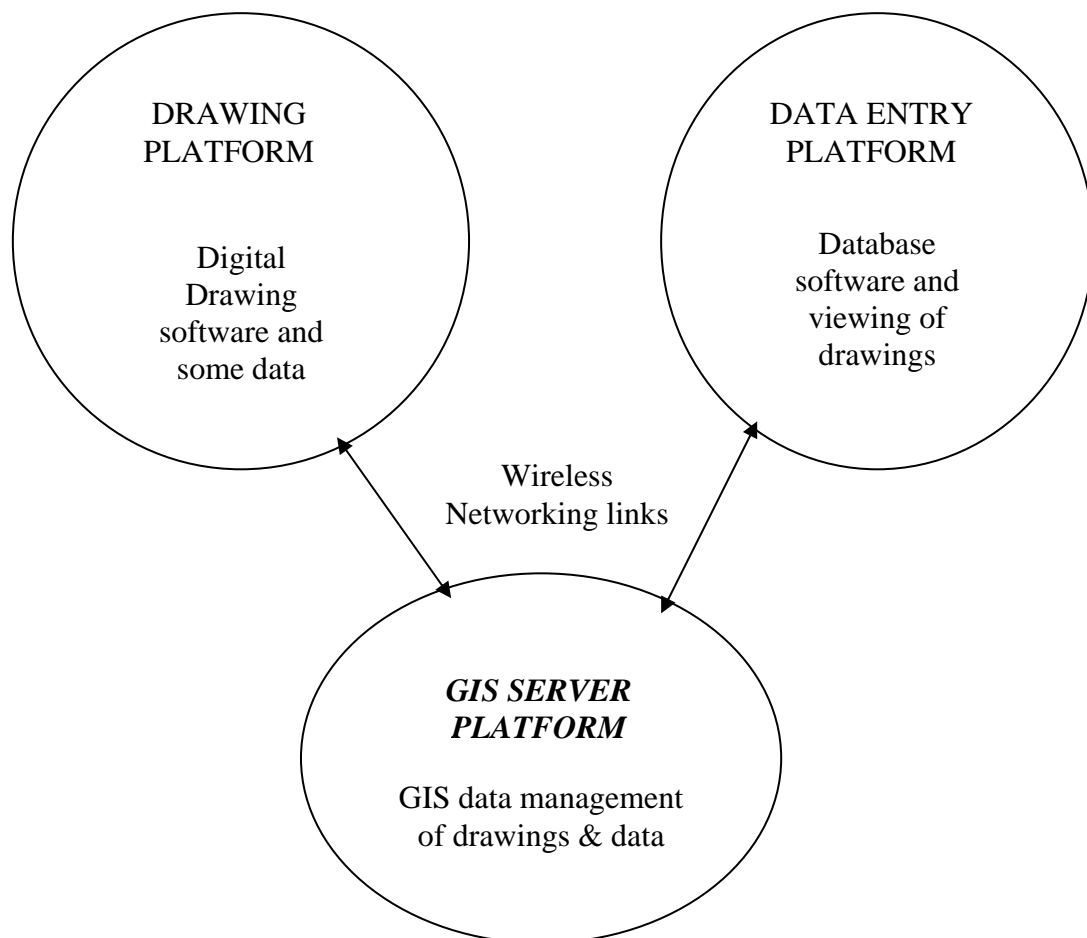 DRAWING
PLATFORM
Digital
Drawing
software and
some data
DATA ENTRY
PLATFORM
Database
software and
viewing of
drawings
Wireless
Networking links
GIS SERVER
PLATFORM
GIS data management
of drawings & data